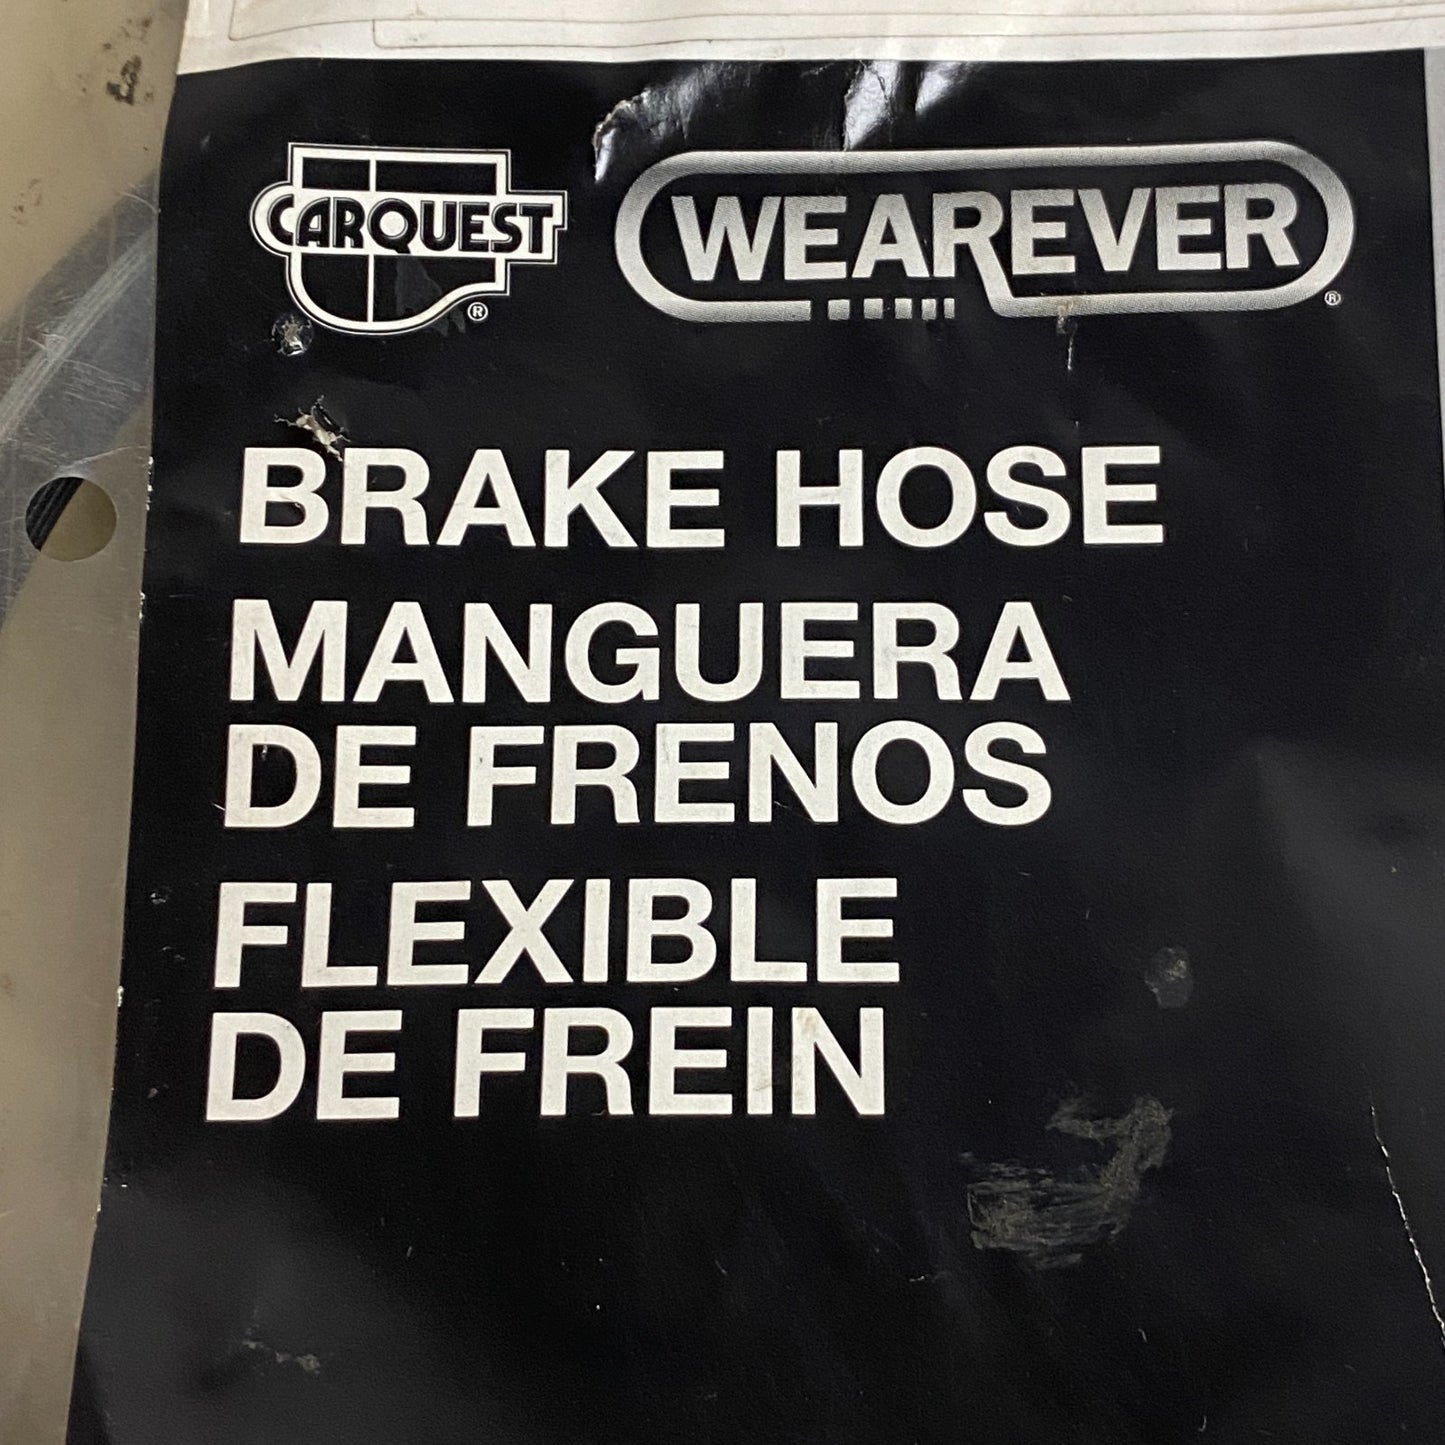 CARQUEST ®
WEAREVER ®
BRAKE HOSE
MANGUERA
DE FRENOS
FLEXIBLE
DE FREIN